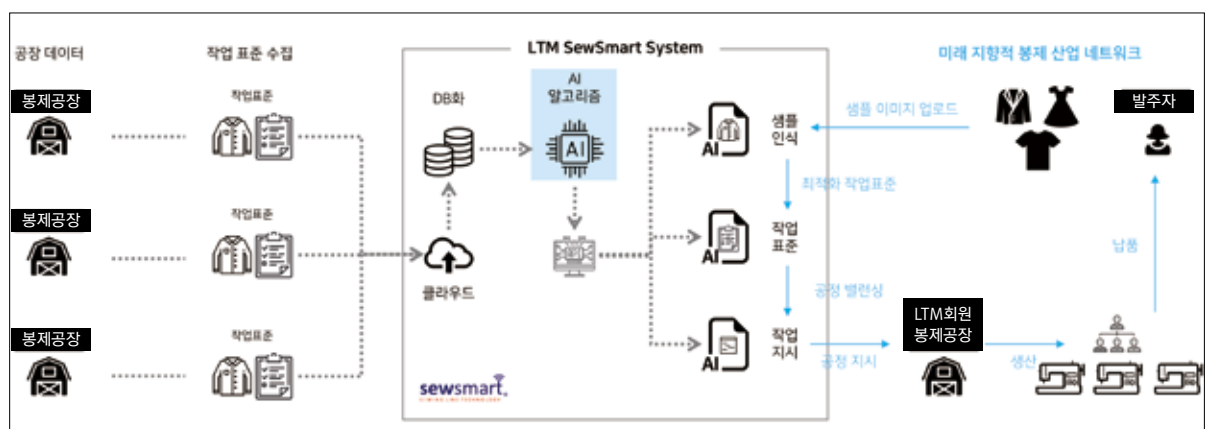 LTM SewSmart System
공장 데이터
작업 표준 수집
미래 지향적 봉제 산업 네트워크
봉제공장
작업표준
DB화
AI
알고리즘
AI
AI
샘플
인식
샘플 이미지 업로드
발주자
최적화 작업표준
봉제공장
작업표준
클라우드
AI
작업
표준
납품
공정 밸런싱
봉제공장
작업표준
AI
작업
지시
공정 지시
LTM회원
봉제공장
생산
sewsmart.